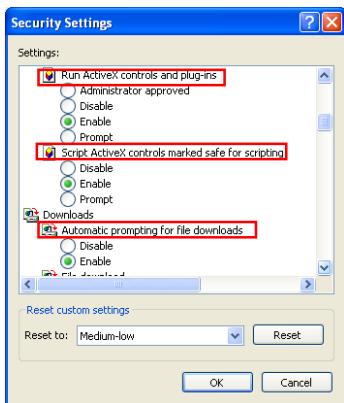 Security Settings
Settings:
Run ActiveX controls and plug-ins
Administrator approved
Disable
Enable
Prompt
Script ActiveX controls marked safe for scripting
Disable
Enable
Prompt
Downloads
Automatic prompting for file downloads
Disable
Enable
File download
Reset custom settings
Reset to: Medium-low Reset
OK Cancel